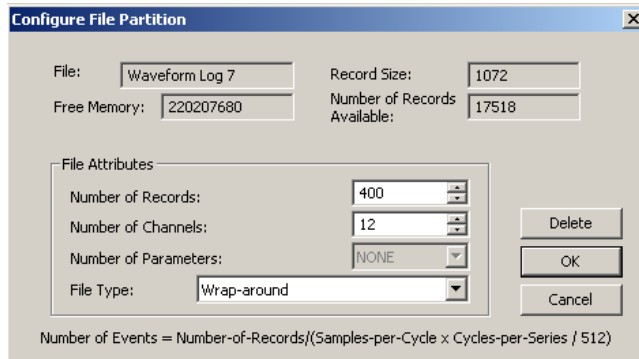 Configure File Partition
File: Waveform Log 7 Record Size: 1072
Free Memory: 220207680 Number of Records Available: 17518
File Attributes
Number of Records: 400
Number of Channels: 12
Number of Parameters: NONE
File Type: Wrap-around
Delete
OK
Cancel
Number of Events = Number-of-Records/(Samples-per-Cycle x Cycles-per-Series / 512)